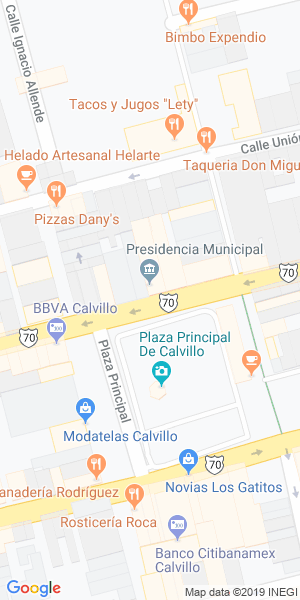 Bimbo Expendio
Calle Ignacio Allende
Tacos y Jugos "Lety"
Calle Unión
Helado Artesanal Helarte
Taqueria Don Migu
Pizzas Dany's
Presidencia Municipal
70
70
BBVA Calvillo
70
Plaza Principal
De Calvillo
Plaza Principal
Modatelas Calvillo
70
anadería Rodríguez
Novias Los Gatitos
Rosticería Roca
Banco Citibanamex
Calvillo
Google
Map data ©2019 INEGI